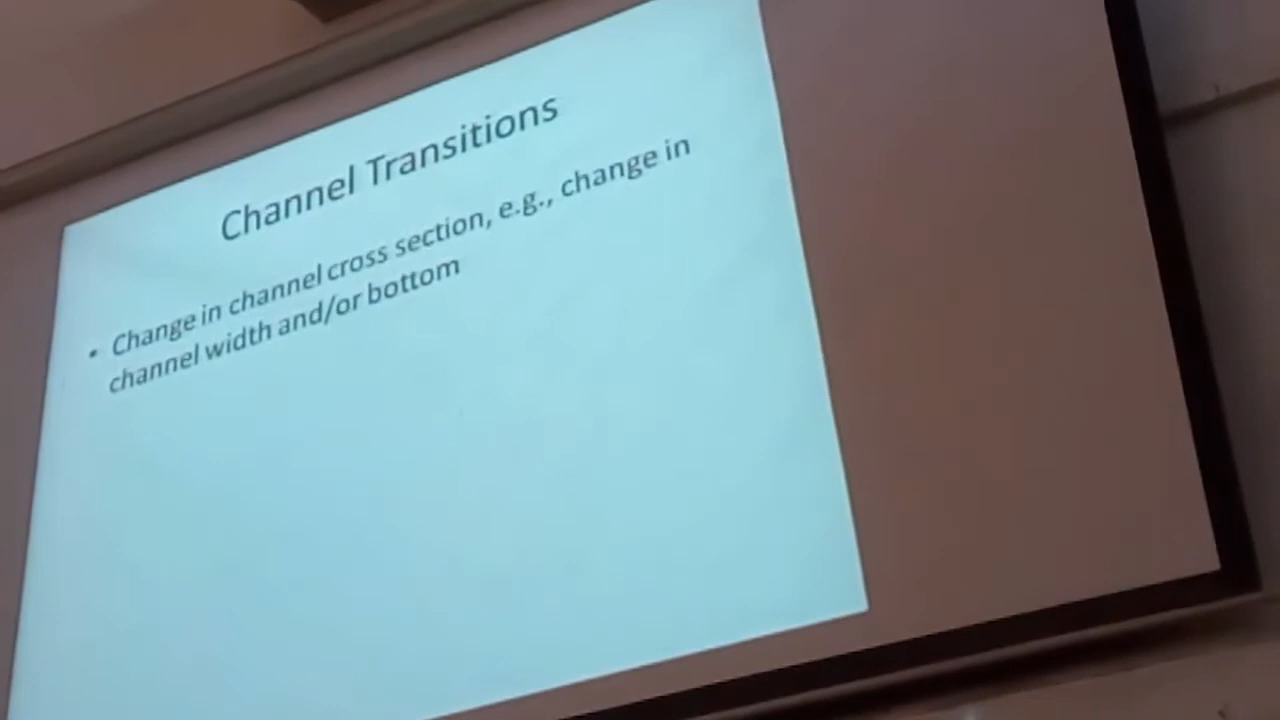 Channel Transitions
• Change in channel cross section, e.g., change in
channel width and/or bottom